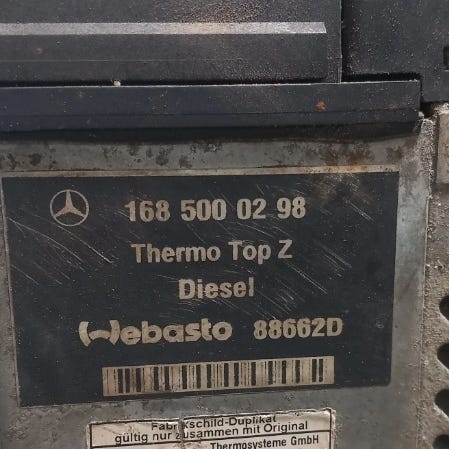 168 500 02 98
Thermo Top Z
Diesel
Webasto 88662D
Fabrikschild-Duplikat
gültig nur zusammen mit Original
Thermosysteme GmbH